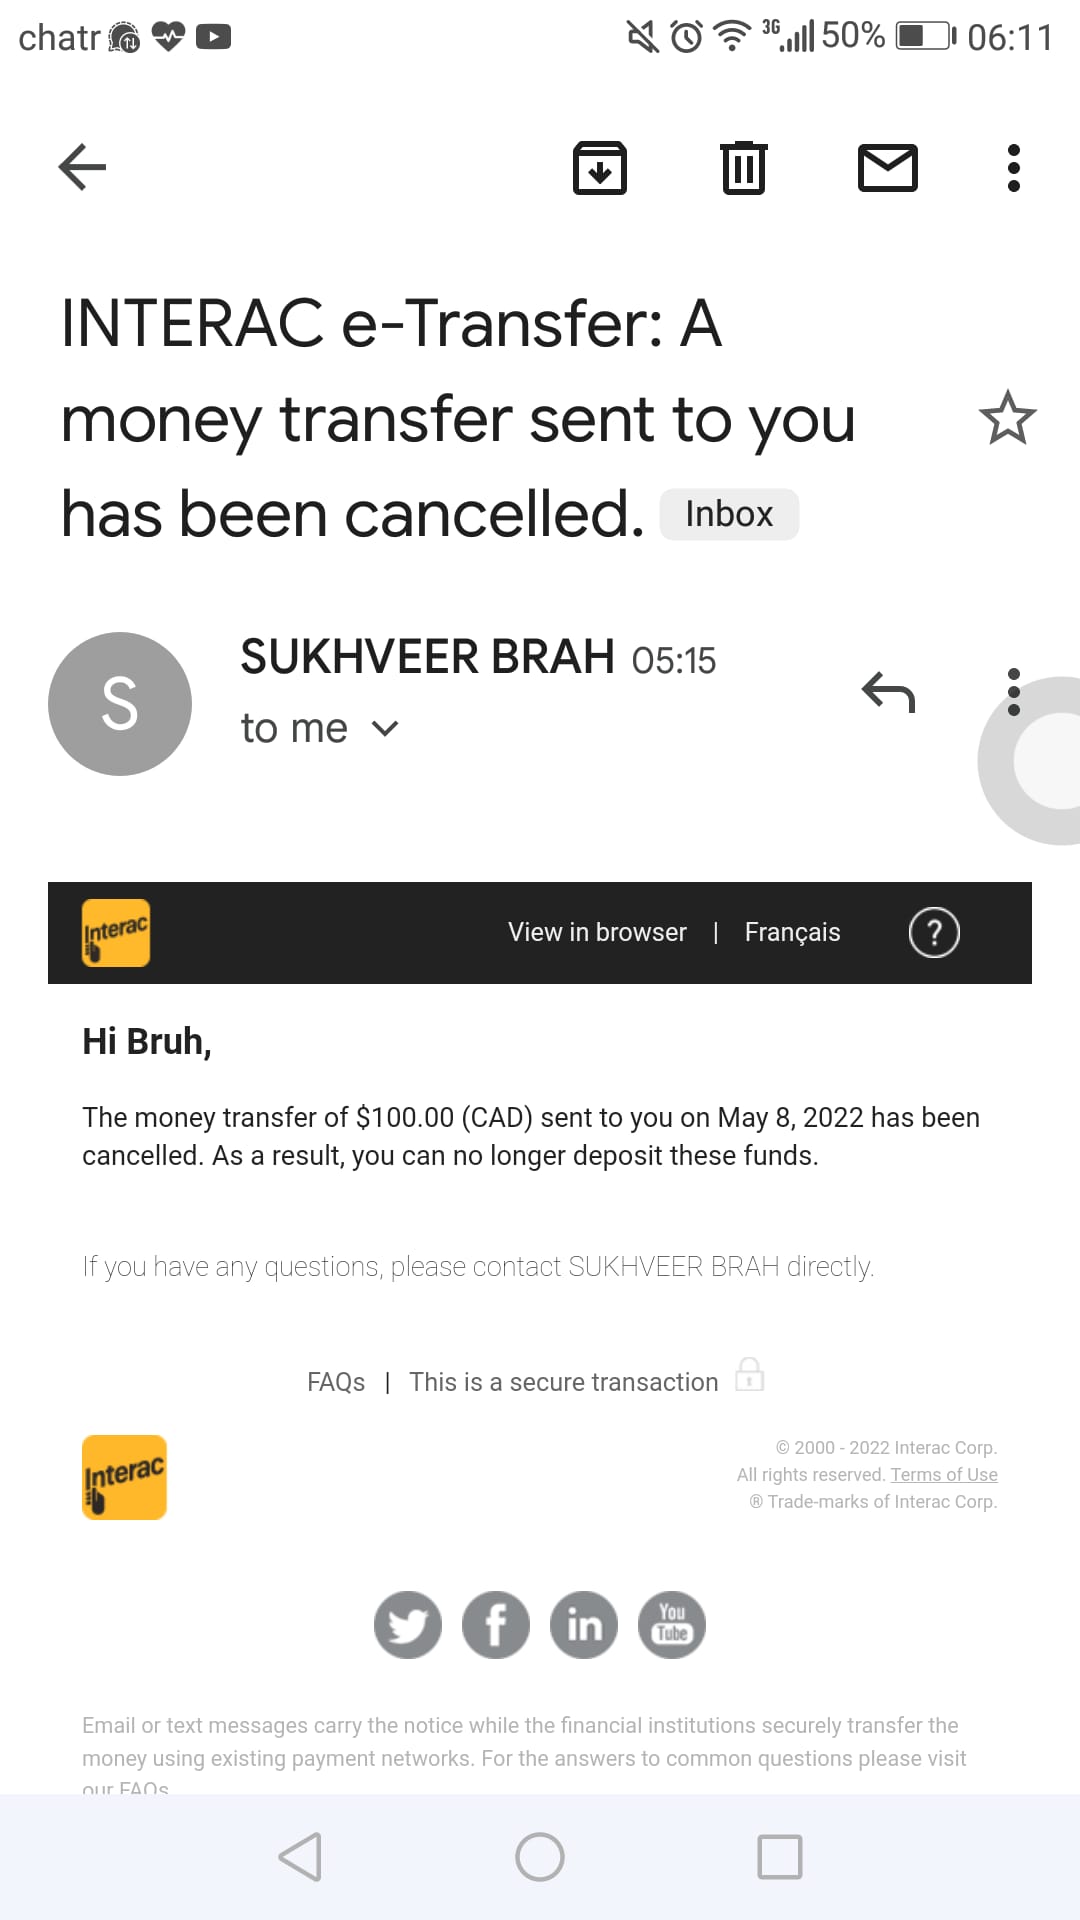 chatr 3G 50% 06:11
INTERAC e-Transfer: A
money transfer sent to you
has been cancelled. Inbox
S
SUKHVEER BRAH 05:15
to me
Interac View in browser | Français ?
Hi Bruh,
The money transfer of $100.00 (CAD) sent to you on May 8, 2022 has been
cancelled. As a result, you can no longer deposit these funds.
If you have any questions, please contact SUKHVEER BRAH directly.
FAQs | This is a secure transaction
Interac
© 2000 - 2022 Interac Corp.
All rights reserved. Terms of Use
® Trade-marks of Interac Corp.
f in You Tube
Email or text messages carry the notice while the financial institutions securely transfer the
money using existing payment networks. For the answers to common questions please visit
our FAQs